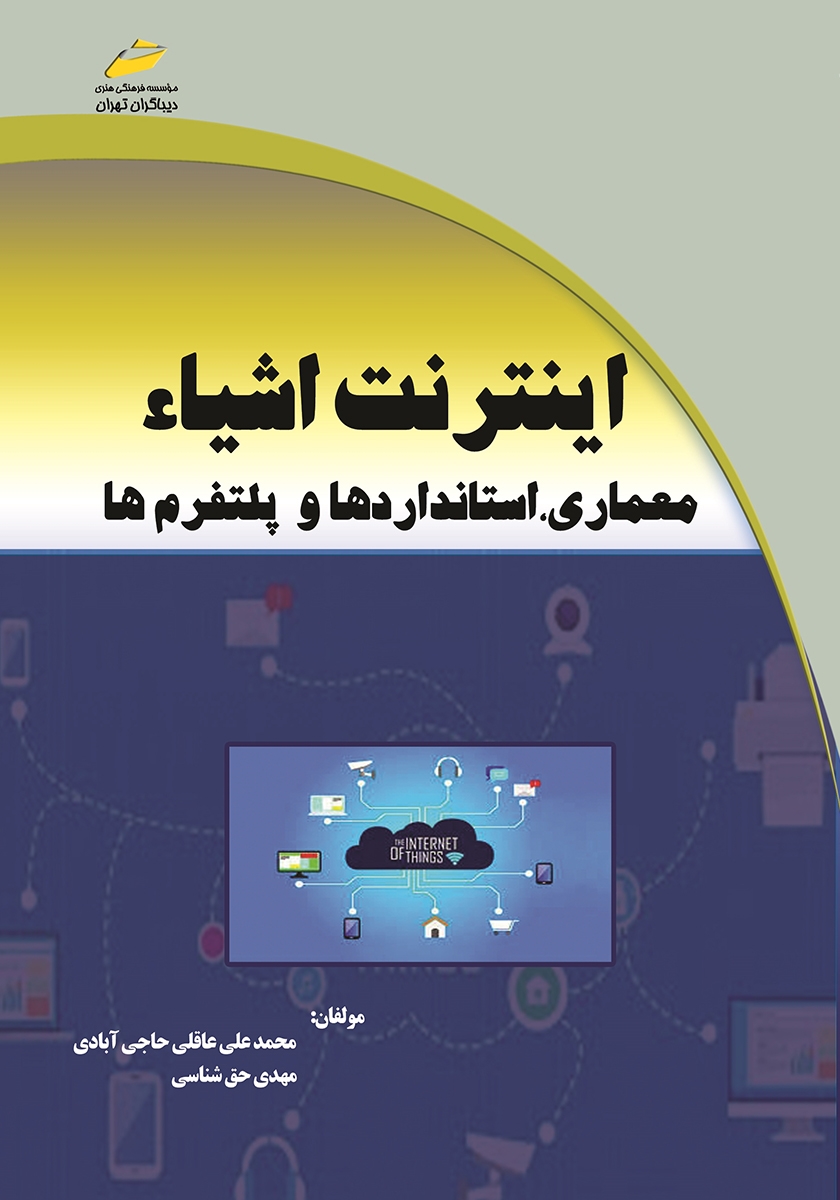 مؤسسه فرهنگی هنری
دیباگران تهران
اینترنت اشیاء
معماری،استانداردها و پلتفرم ها
THE INTERNET
OF THINGS
مولفان:
محمد علی عاقلی حاجی آبادی
مهدی حق شناسی